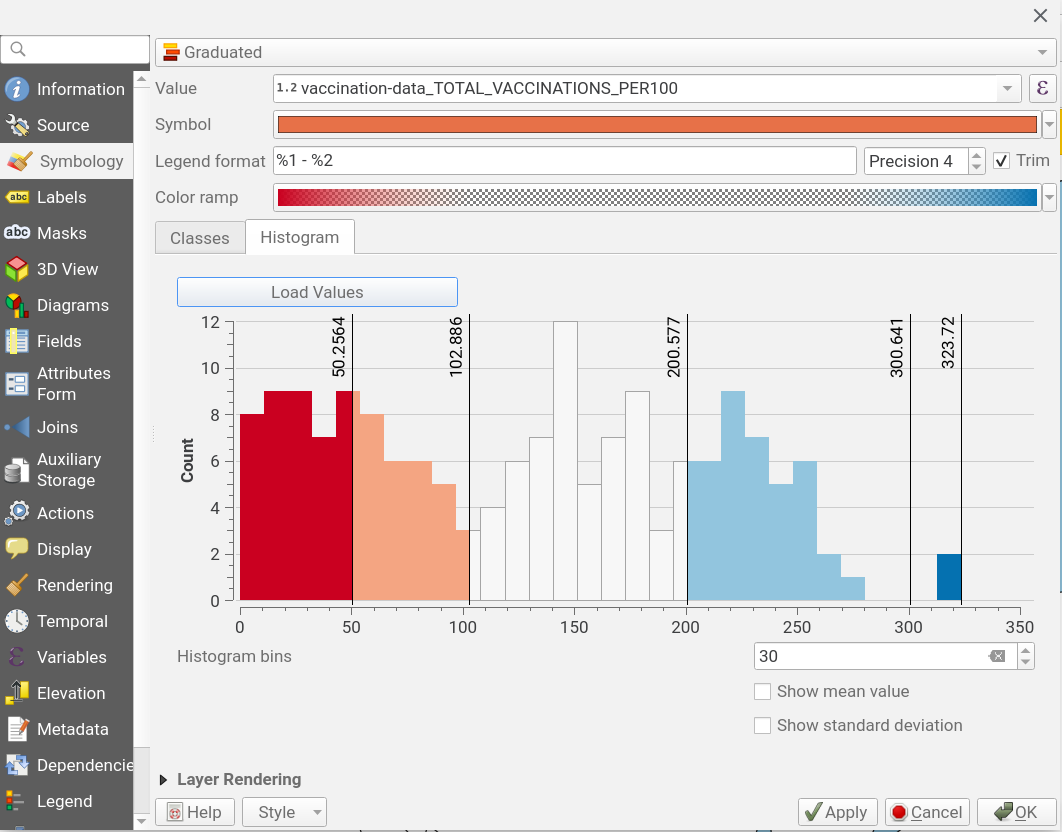 Graduated
Information
Value
1.2 vaccination-data_TOTAL_VACCINATIONS_PER100
ε
Source
Symbol
Symbology
Legend format
%1 - %2
Precision 4
Trim
abc Labels
Color ramp
abc Masks
Classes
Histogram
3D View
Load Values
Diagrams
Fields
Attributes
Form
Joins
Auxiliary
Storage
Actions
Display
Rendering
Temporal
ε Variables
Elevation
Metadata
Dependencie
Legend
50.2564
102.886
200.577
300.641
323.72
12
10
8
6
4
2
0
Count
0 50 100 150 200 250 300 350
Histogram bins
30
Show mean value
Show standard deviation
Layer Rendering
Help
Style
Apply
Cancel
OK